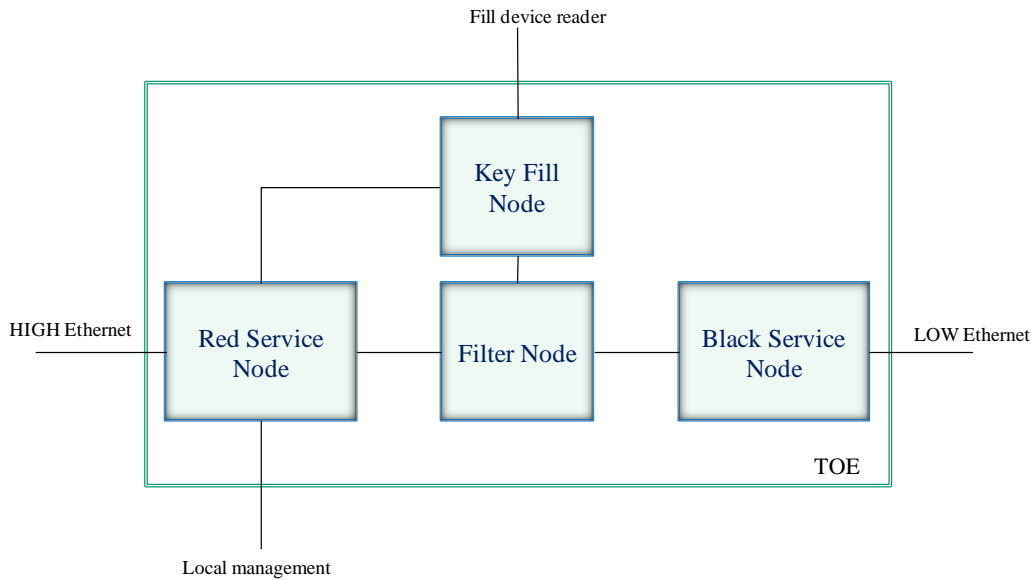 Fill device reader
Key Fill
Node
HIGH Ethernet
Red Service
Node
Filter Node
Black Service
Node
LOW Ethernet
TOE
Local management